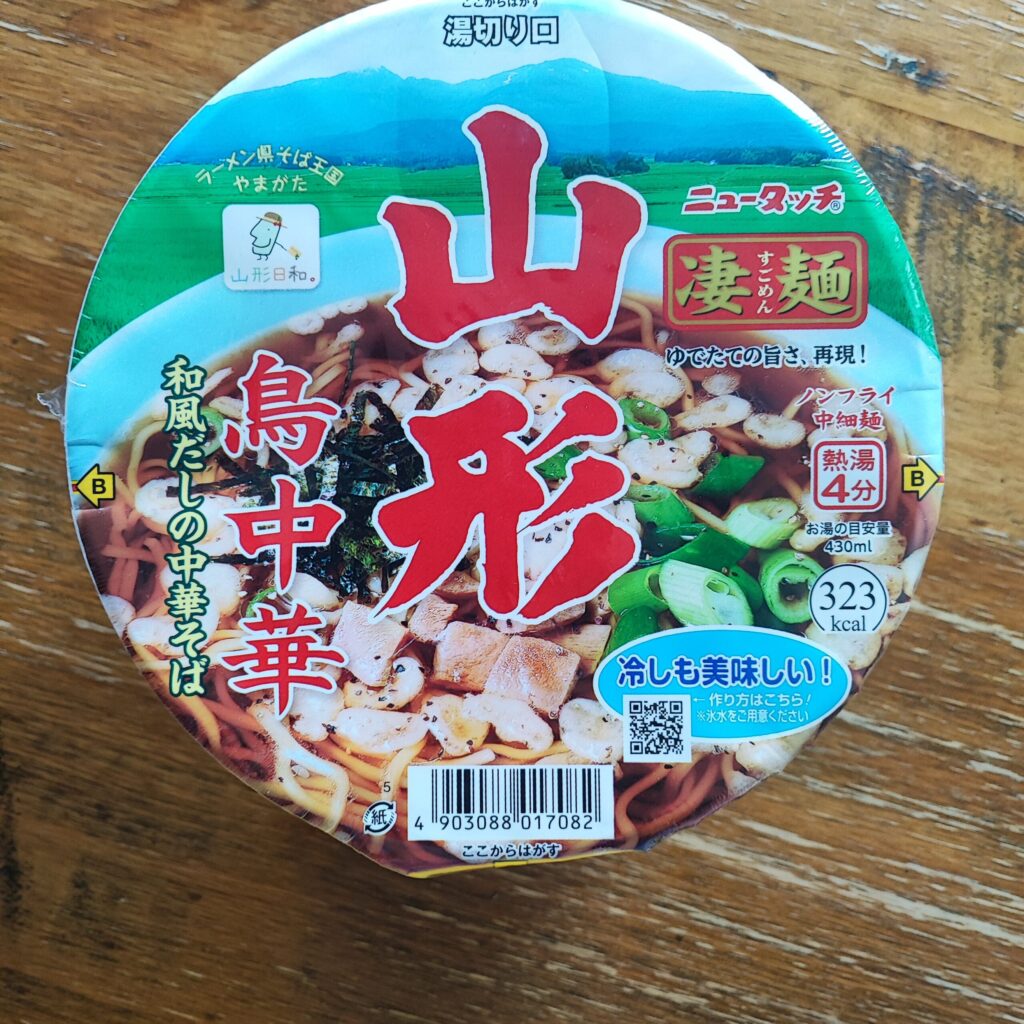 ここからはがす
湯切り口
ラーメン県そば王国
やまがた
山形日和。
山形
鳥中華
和風だしの中華そば
ニュータッチ®
凄麺
すごめん
ゆでたての旨さ、再現!
ノンフライ
中細麺
熱湯
4分
お湯の目安量
430ml
323
kcal
B
B
冷しも美味しい!
←作り方はこちら!
※氷水をご用意ください
5
紙
4 903088 017082
ここからはがす